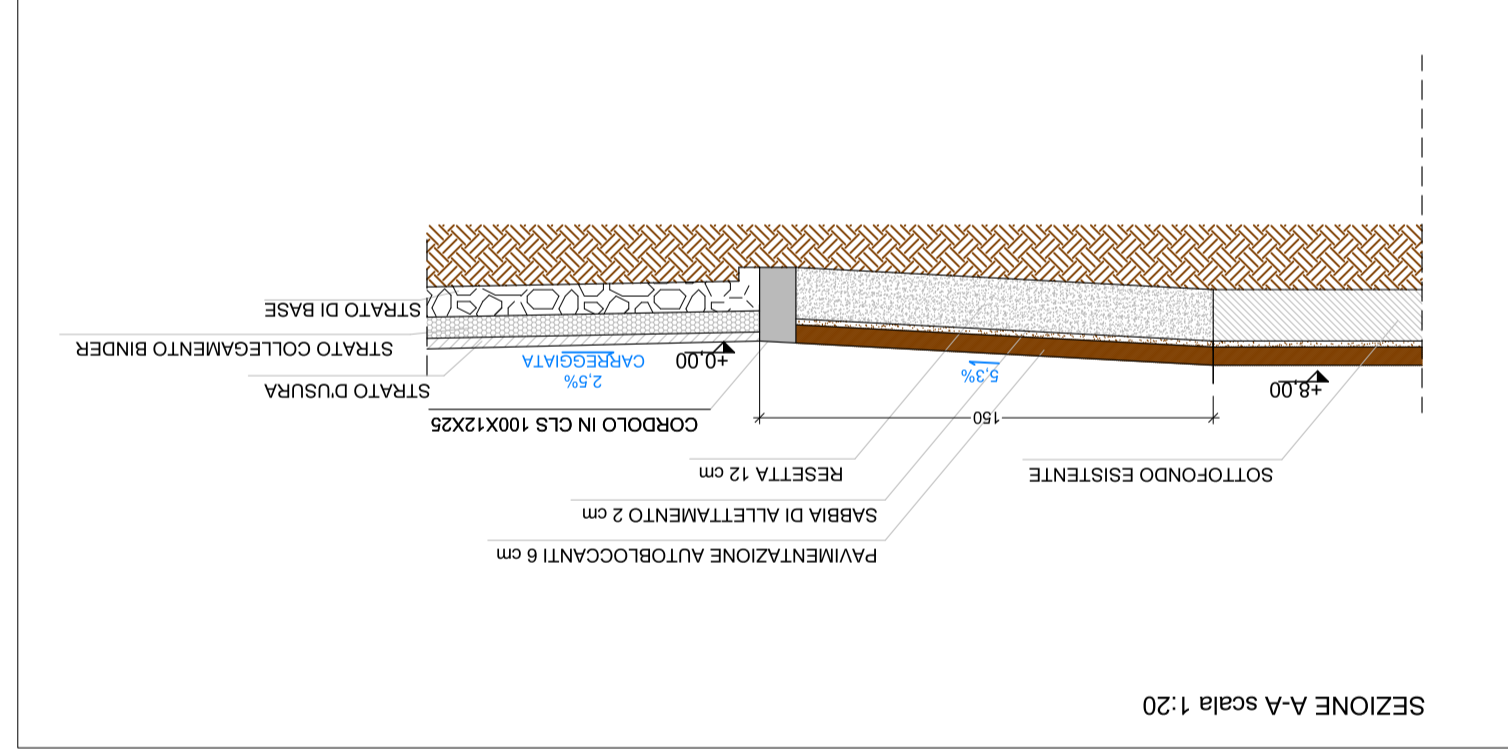 SEZIONE A-A scala 1:20
PAVIMENTAZIONE AUTOBLOCCANTI 6 cm
SABBIA DI ALLETTAMENTO 2 cm
SOTTOFONDO ESISTENTE
RESETTA 12 cm
150
CORDOLO IN CLS 100X12X25
+8,00
5,3%
2,5%
CARREGGIATA
+0,00
STRATO D'USURA
STRATO COLLEGAMENTO BINDER
STRATO DI BASE